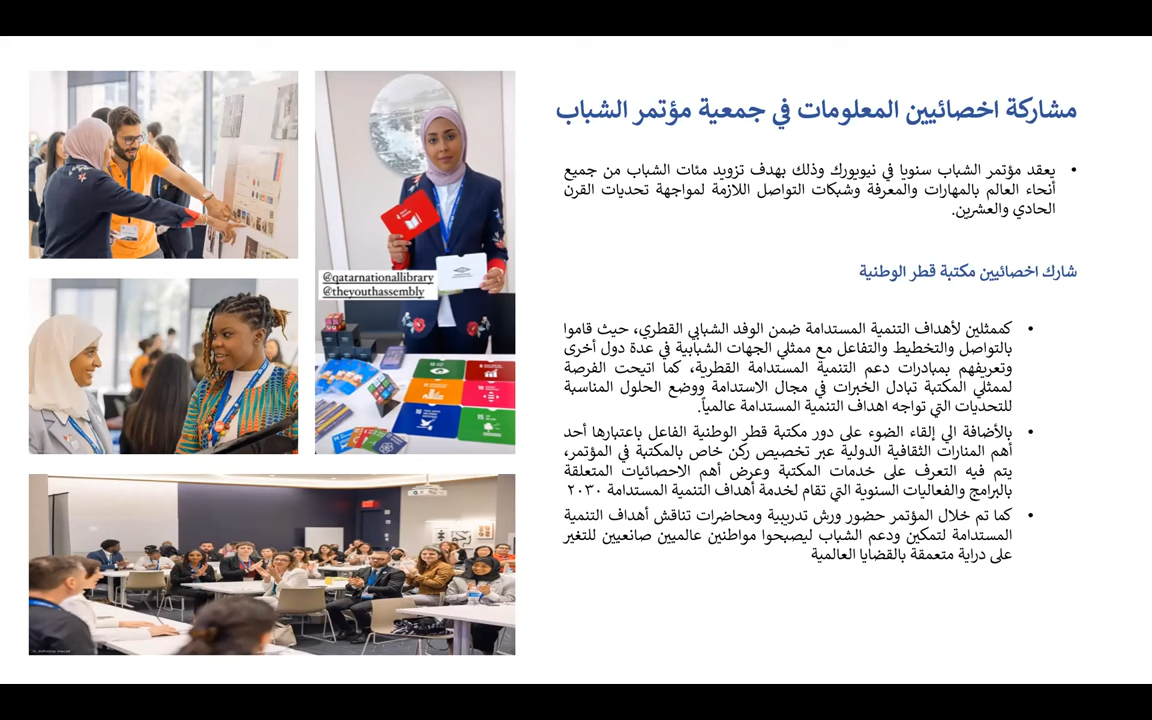 مشاركة اخصائيين المعلومات في جمعية مؤتمر الشباب
• يعقد مؤتمر الشباب سنويا في نيويورك وذلك بهدف تزويد مئات الشباب من جميع
أنحاء العالم بالمهارات والمعرفة وشبكات التواصل اللازمة لمواجهة تحديات القرن
الحادي والعشرين.
شارك اخصائيين مكتبة قطر الوطنية
• كممثلين لأهداف التنمية المستدامة ضمن الوفد الشبابي القطري، حيث قاموا
بالتواصل والتخطيط والتفاعل مع ممثلي الجهات الشبابية في عدة دول أخرى
وتعريفهم بمبادرات دعم التنمية المستدامة القطرية، كما اتيحت الفرصة
لممثلي المكتبة تبادل الخبرات في مجال الاستدامة ووضع الحلول المناسبة
للتحديات التي تواجه اهداف التنمية المستدامة عالمياً.
• بالأضافة الي إلقاء الضوء على دور مكتبة قطر الوطنية الفاعل باعتبارها أحد
أهم المنارات الثقافية الدولية عبر تخصيص ركن خاص بالمكتبة في المؤتمر،
يتم فيه التعرف على خدمات المكتبة وعرض أهم الاحصائيات المتعلقة
بالبرامج والفعاليات السنوية التي تقام لخدمة أهداف التنمية المستدامة ٢٠٣٠
• كما تم خلال المؤتمر حضور ورش تدريبية ومحاضرات تناقش أهداف التنمية
المستدامة لتمكين ودعم الشباب ليصبحوا مواطنين عالميين صانعيين للتغير
على دراية متعمقة بالقضايا العالمية
@qatarnationallibrary
@theyouthassembly